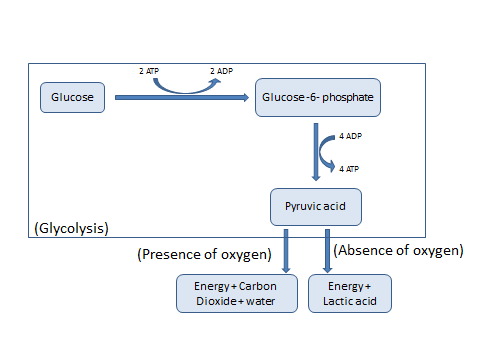 2 ATP
2 ADP
Glucose
Glucose-6- phosphate
4 ADP
4 ATP
Pyruvic acid
(Glycolysis)
(Presence of oxygen)
(Absence of oxygen)
Energy + Carbon
Dioxide + water
Energy +
Lactic acid